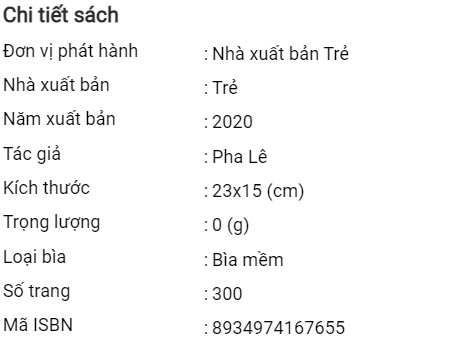 Chi tiết sách
Đơn vị phát hành : Nhà xuất bản Trẻ
Nhà xuất bản : Trẻ
Năm xuất bản : 2020
Tác giả : Pha Lê
Kích thước : 23x15 (cm)
Trọng lượng : 0 (g)
Loại bìa : Bìa mềm
Số trang : 300
Mã ISBN : 8934974167655